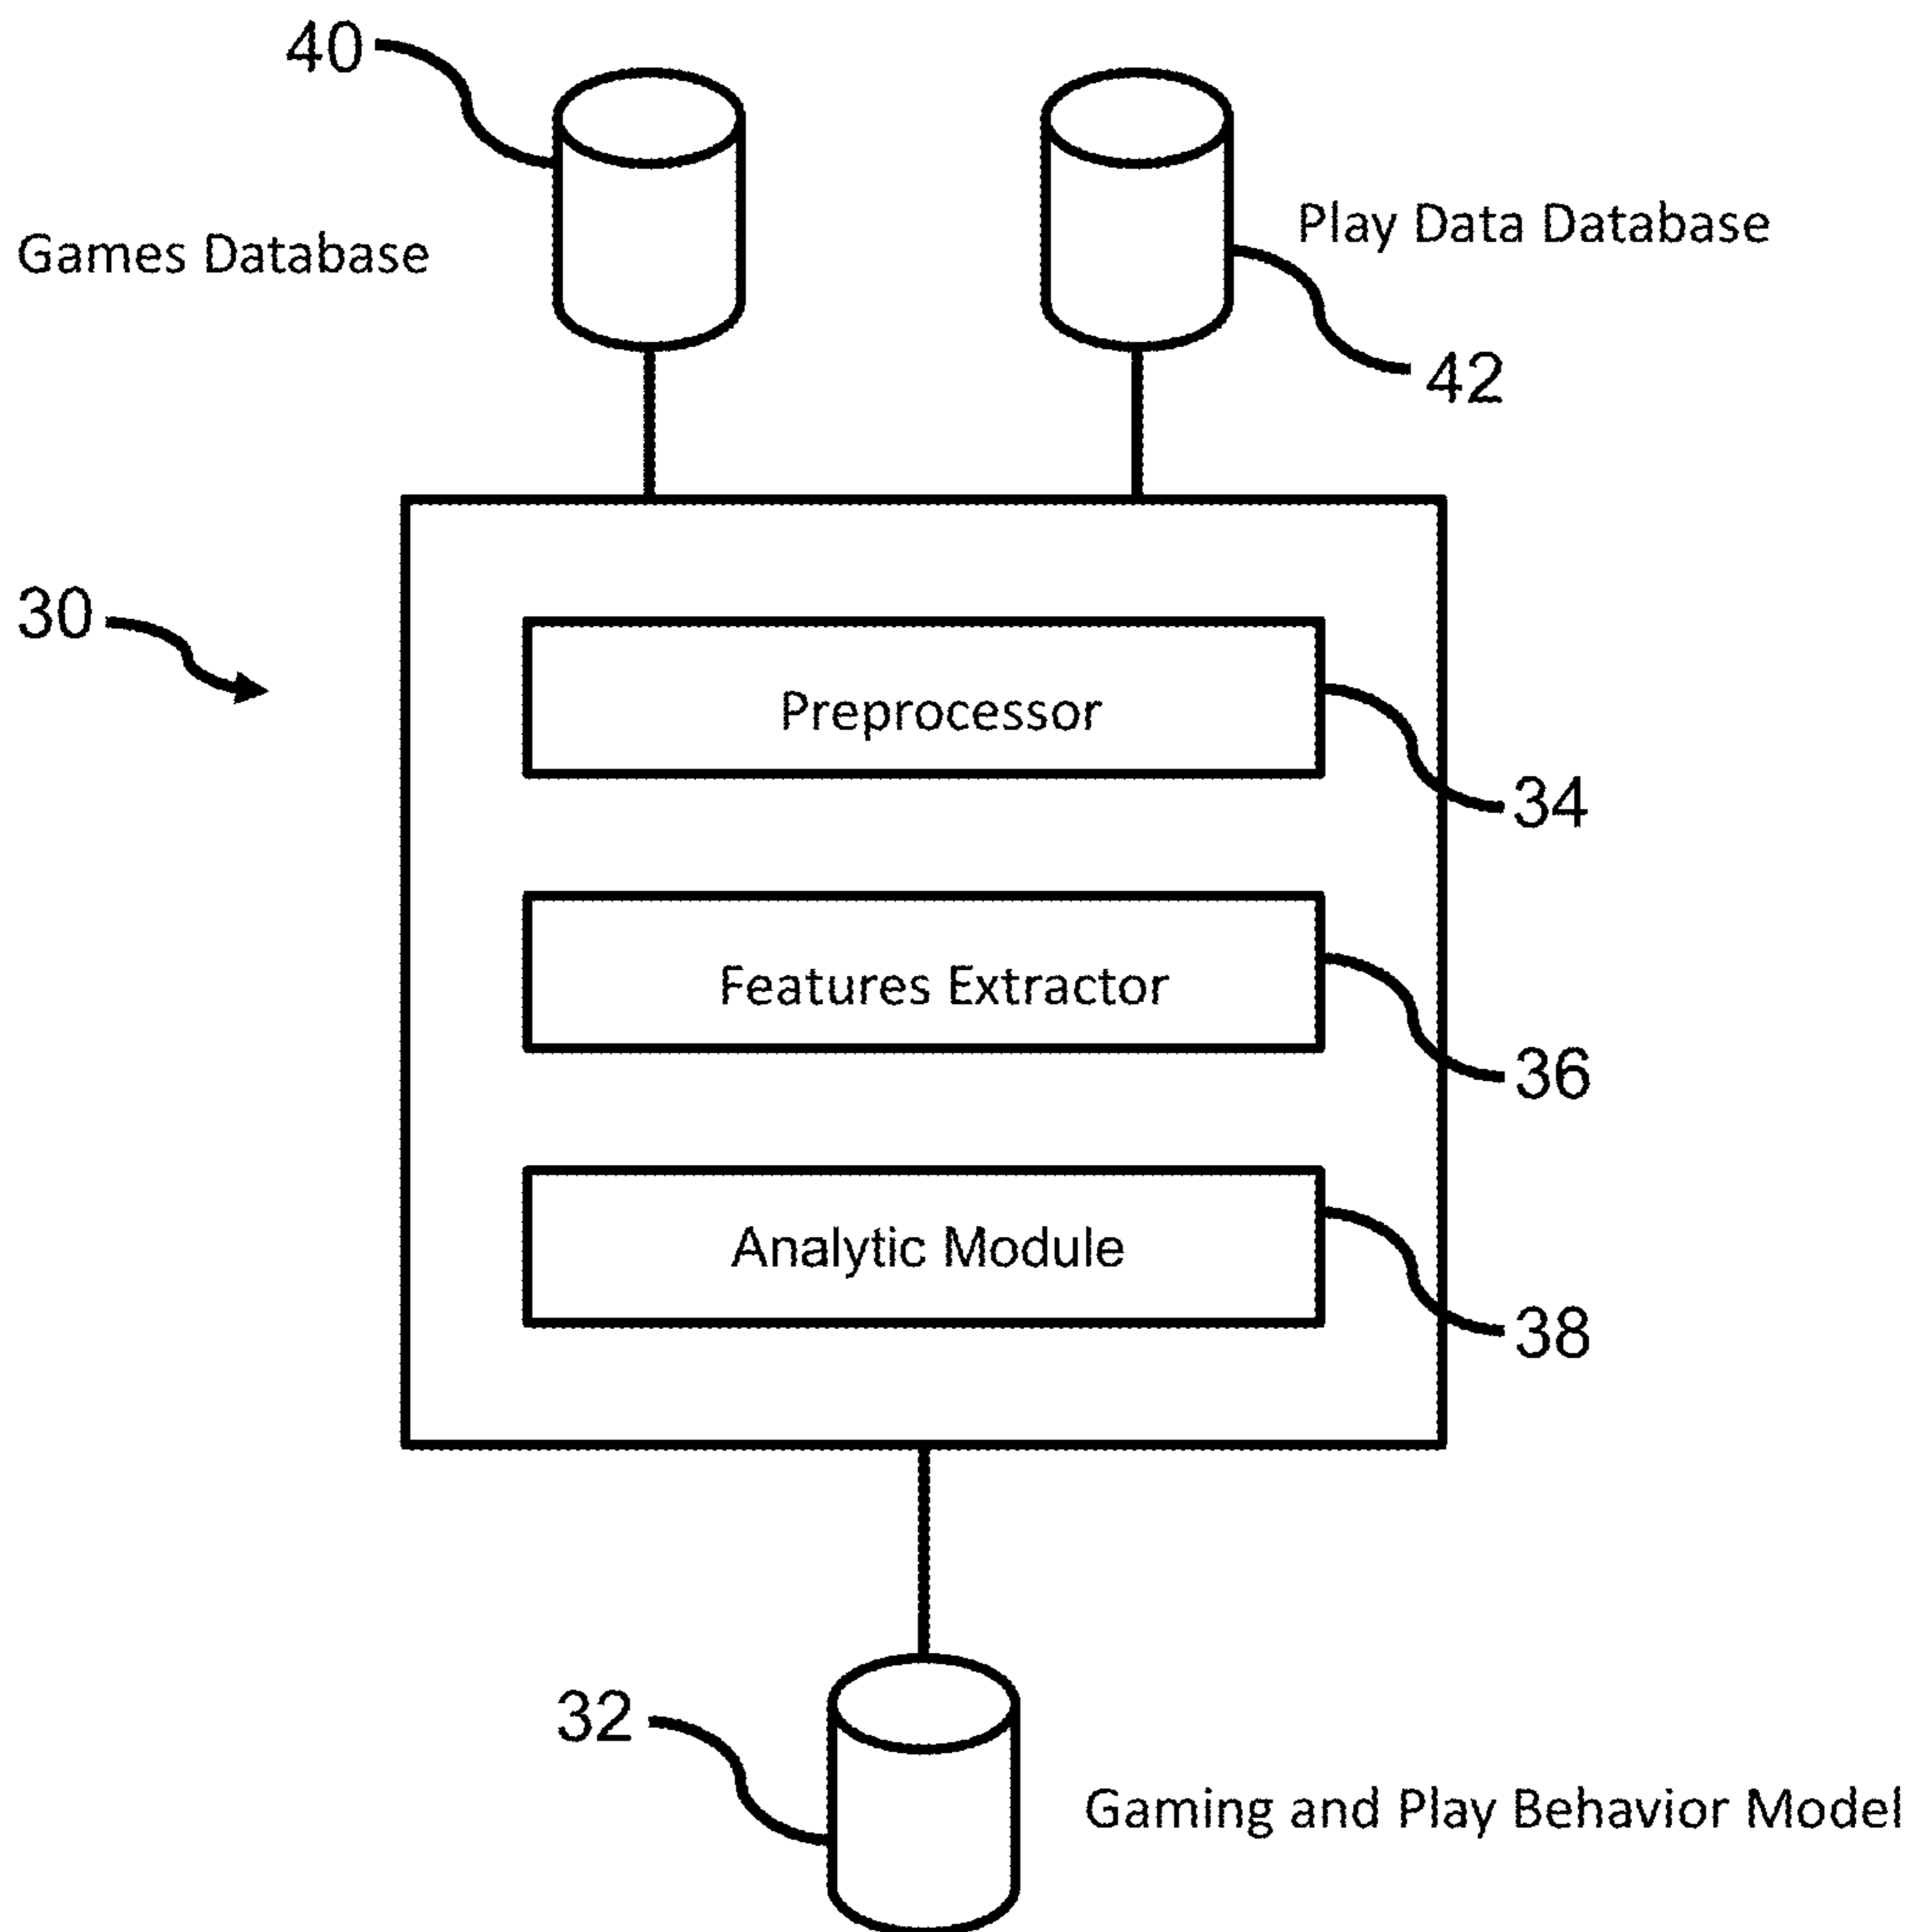 40
Games Database
Play Data Database
42
30
Preprocessor
34
Features Extractor
36
Analytic Module
38
32
Gaming and Play Behavior Model